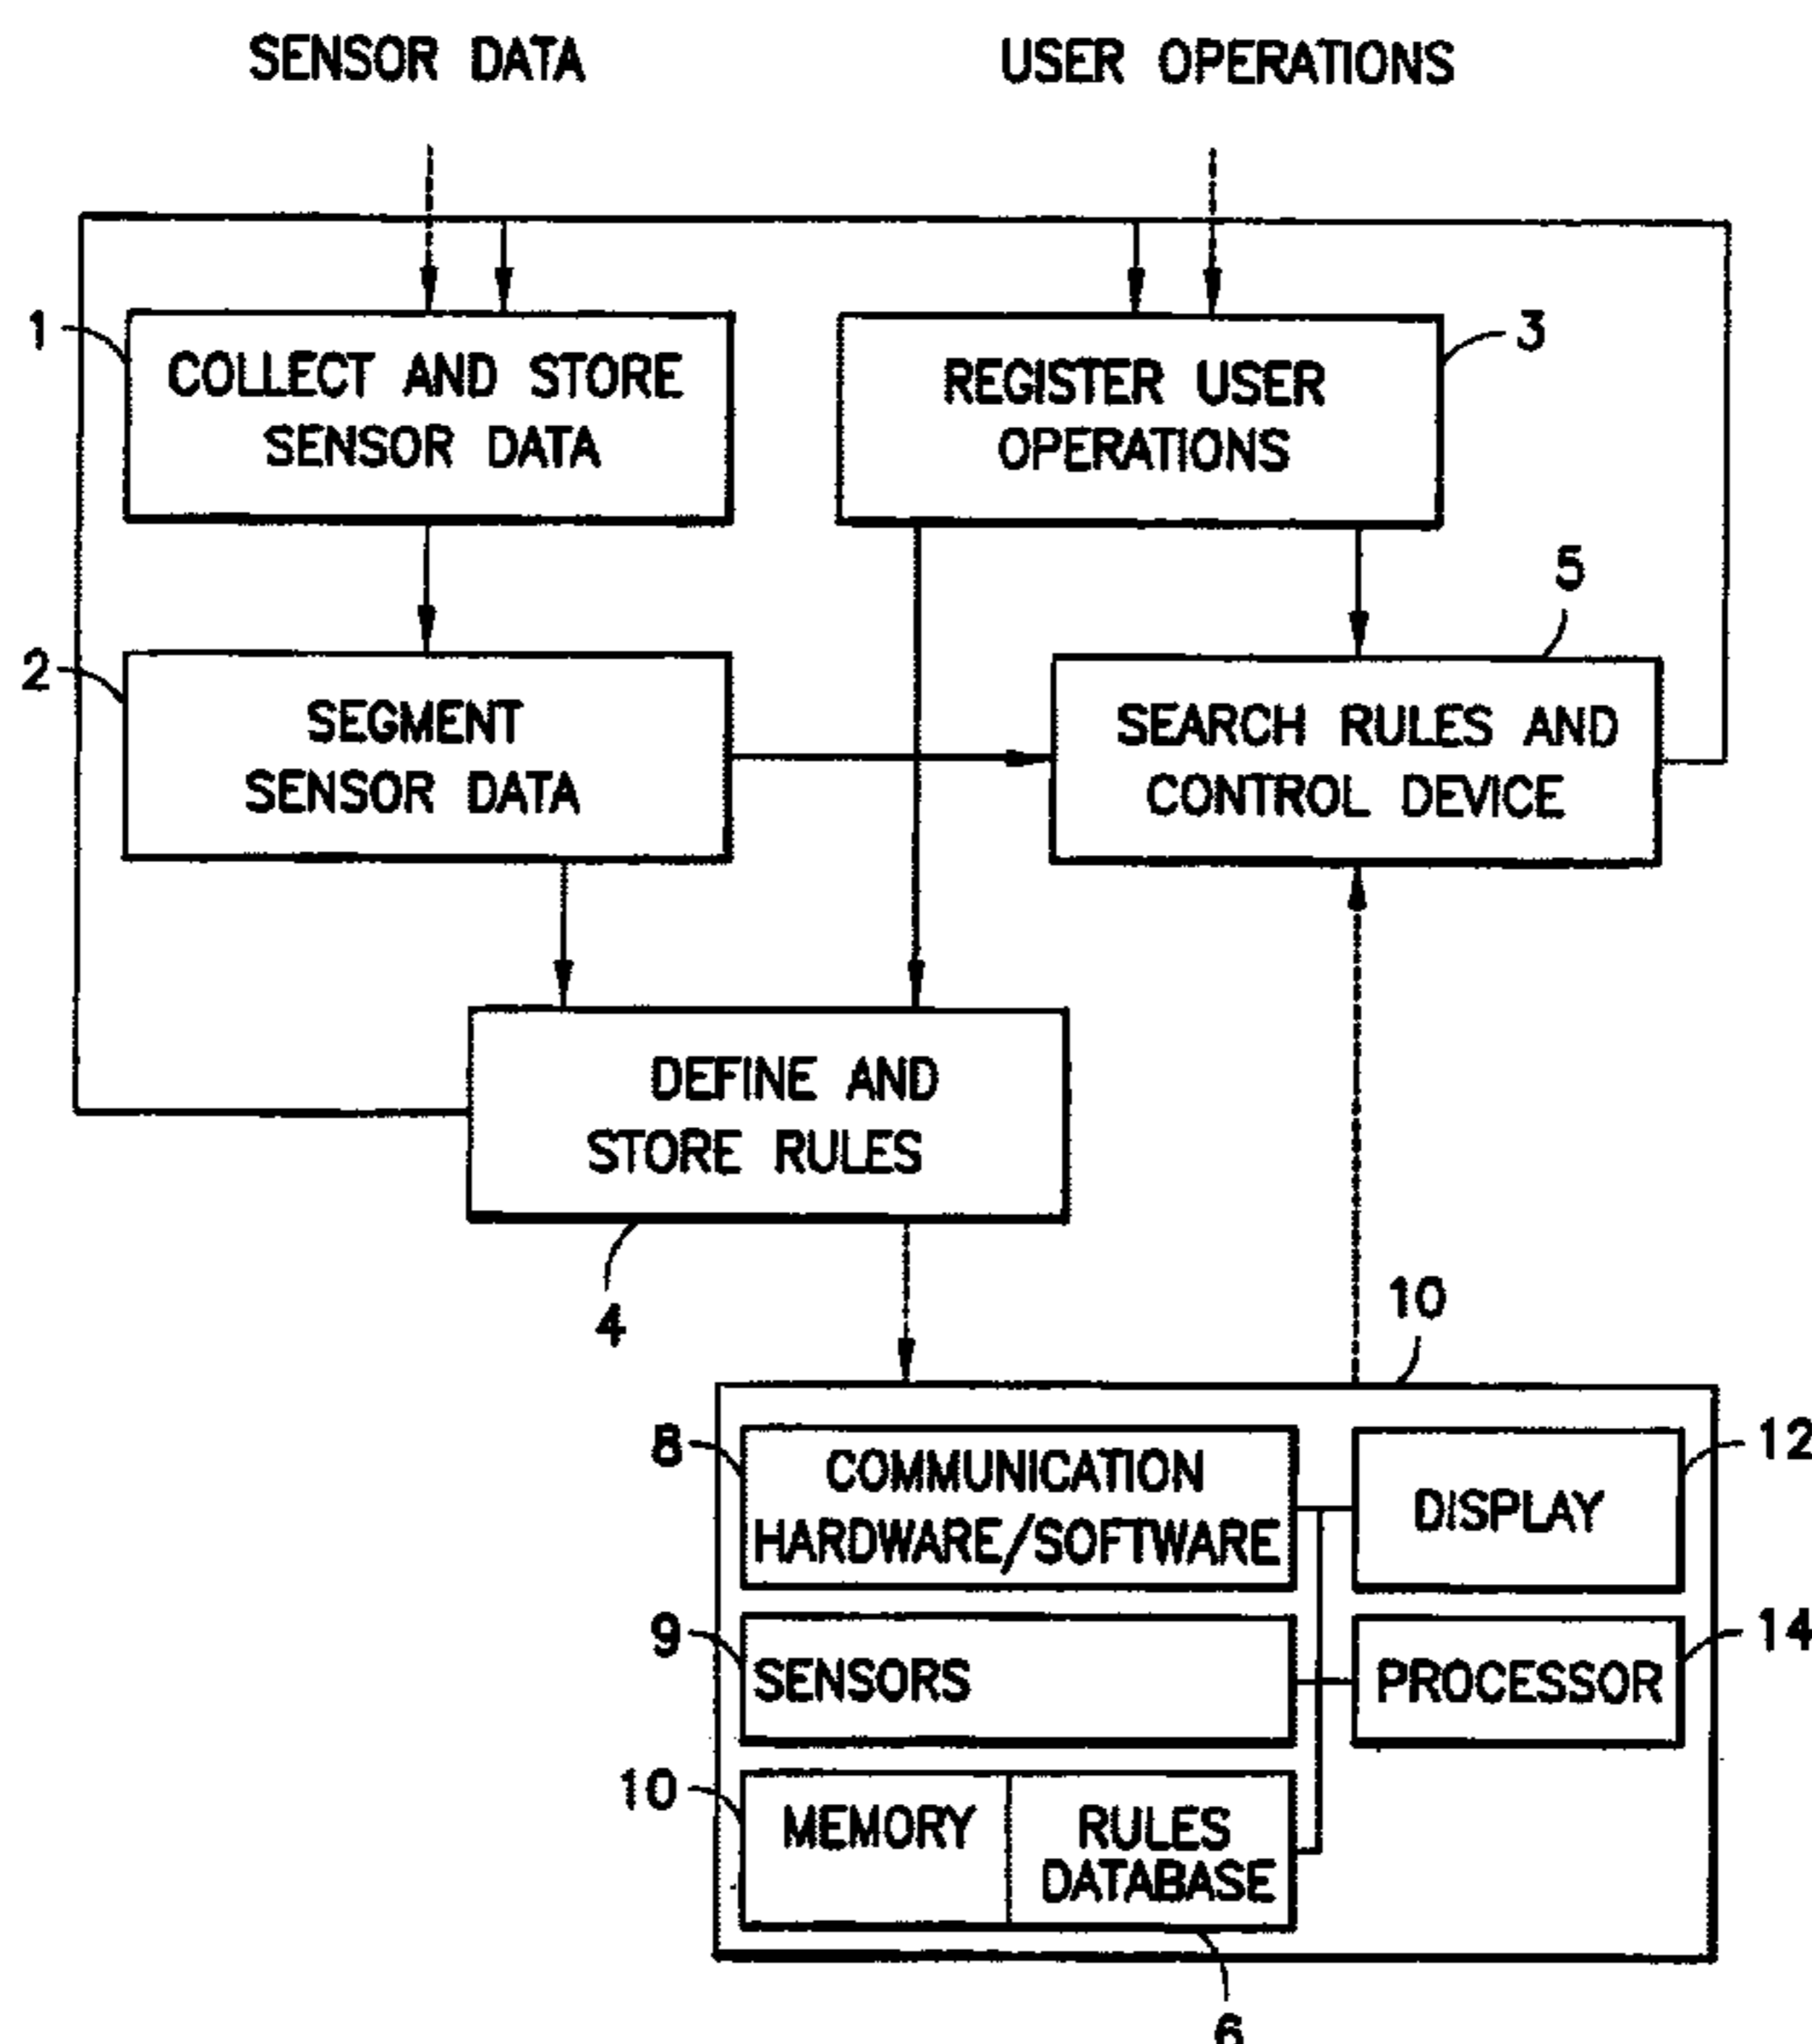 SENSOR DATA
USER OPERATIONS
1
COLLECT AND STORE
SENSOR DATA
REGISTER USER
OPERATIONS
3
2
SEGMENT
SENSOR DATA
5
SEARCH RULES AND
CONTROL DEVICE
DEFINE AND
STORE RULES
4
10
8
COMMUNICATION
HARDWARE/SOFTWARE
DISPLAY
12
9
SENSORS
PROCESSOR
14
10
MEMORY
RULES
DATABASE
6